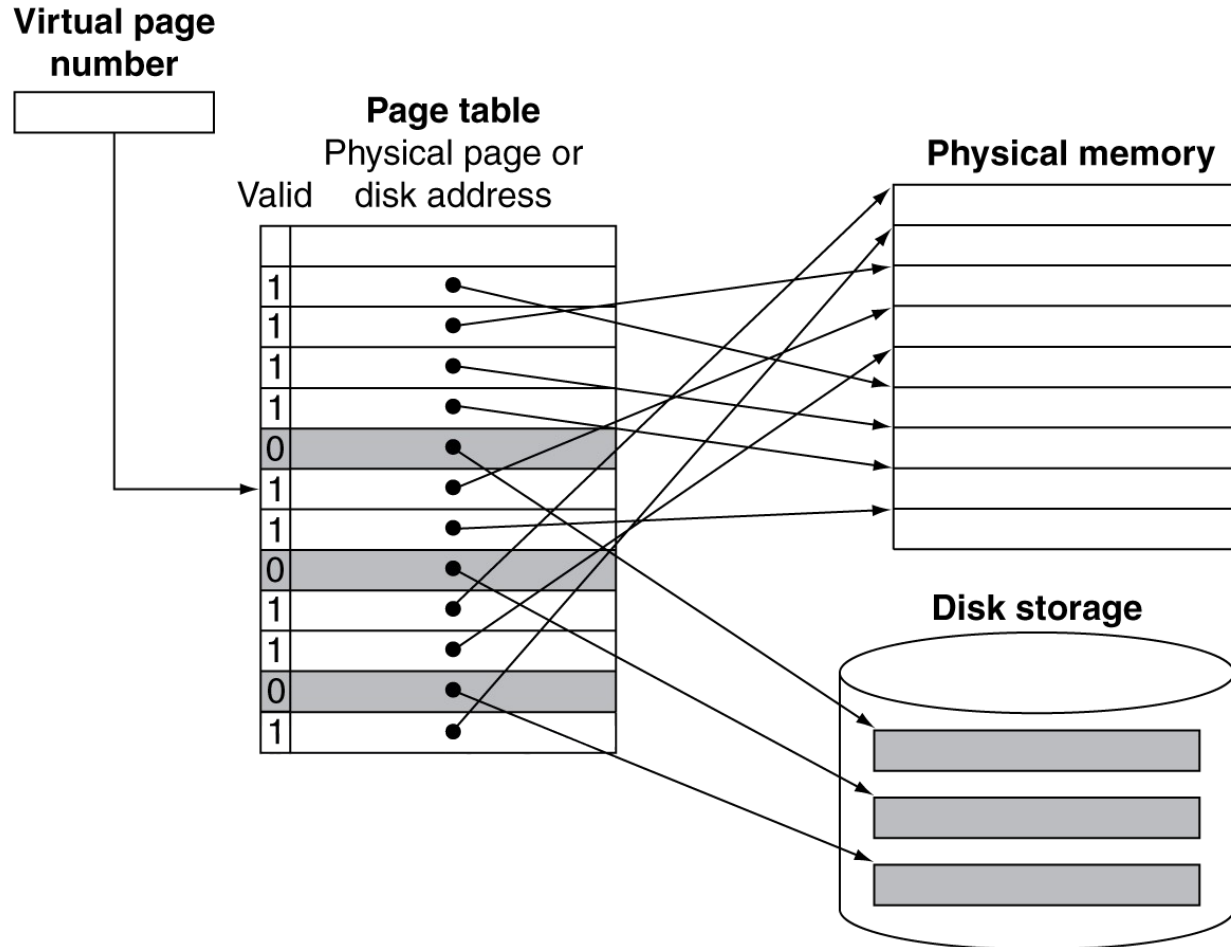 Virtual page
number
Page table
Physical page or
Valid disk address
Physical memory
1
1
1
1
0
1
1
0
1
1
0
1
Disk storage